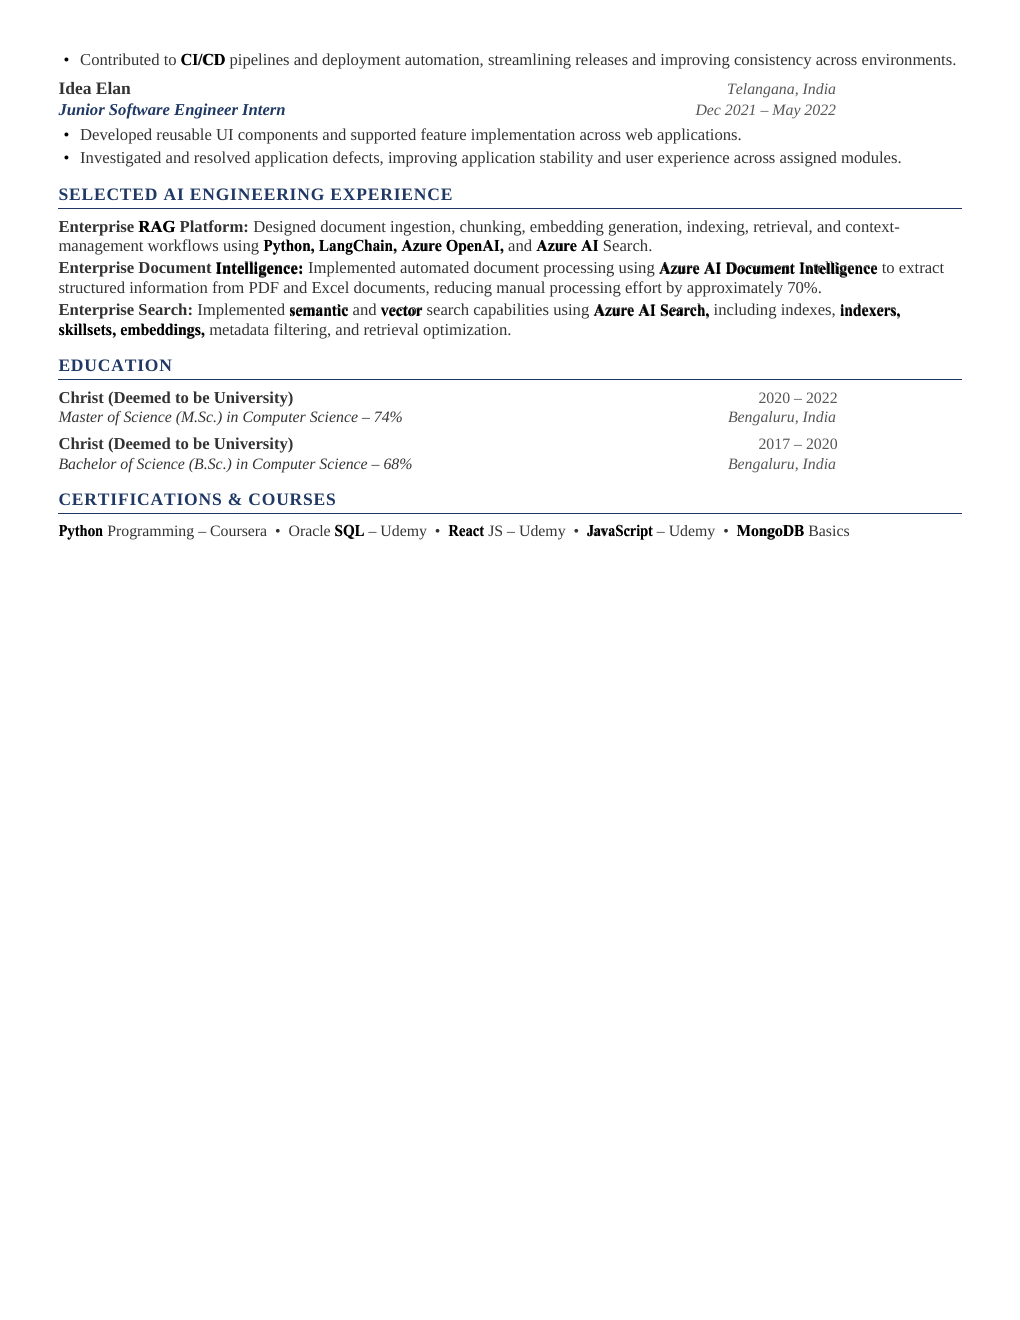 • Contributed to CI/CD pipelines and deployment automation, streamlining releases and improving consistency across environments.
Idea Elan Telangana, India
Junior Software Engineer Intern Dec 2021 – May 2022
• Developed reusable UI components and supported feature implementation across web applications.
• Investigated and resolved application defects, improving application stability and user experience across assigned modules.
SELECTED AI ENGINEERING EXPERIENCE
Enterprise RAG Platform: Designed document ingestion, chunking, embedding generation, indexing, retrieval, and context-
management workflows using Python, LangChain, Azure OpenAI, and Azure AI Search.
Enterprise Document Intelligence: Implemented automated document processing using Azure AI Document Intelligence to extract
structured information from PDF and Excel documents, reducing manual processing effort by approximately 70%.
Enterprise Search: Implemented semantic and vector search capabilities using Azure AI Search, including indexes, indexers,
skillsets, embeddings, metadata filtering, and retrieval optimization.
EDUCATION
Christ (Deemed to be University) 2020 – 2022
Master of Science (M.Sc.) in Computer Science – 74% Bengaluru, India
Christ (Deemed to be University) 2017 – 2020
Bachelor of Science (B.Sc.) in Computer Science – 68% Bengaluru, India
CERTIFICATIONS & COURSES
Python Programming – Coursera • Oracle SQL – Udemy • React JS – Udemy • JavaScript – Udemy • MongoDB Basics